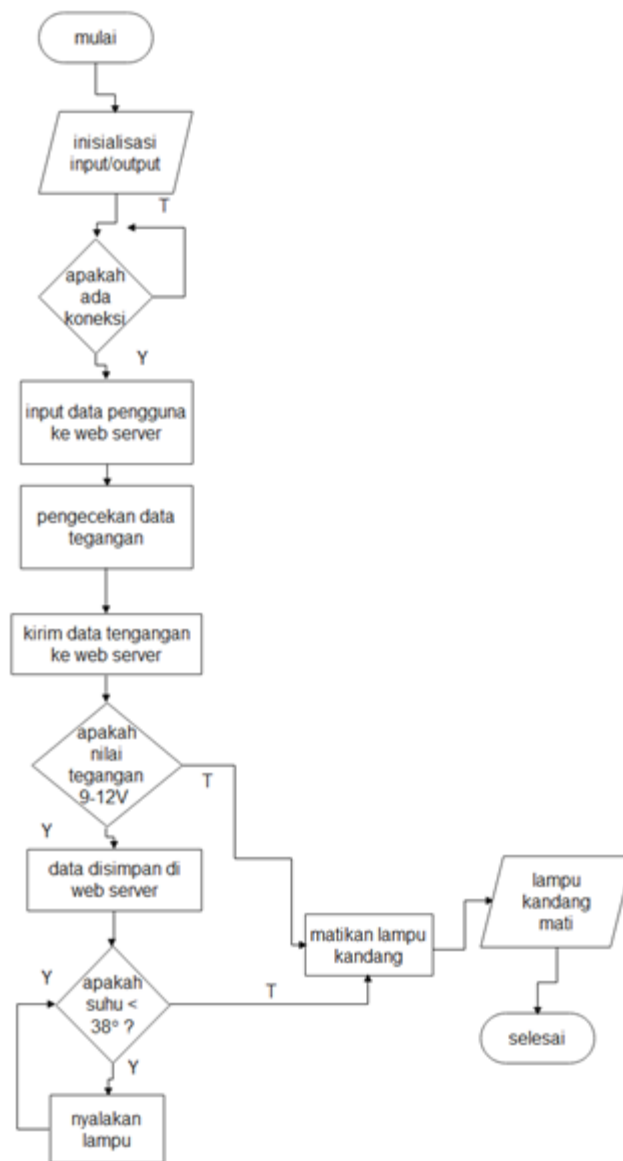 mulai
inisialisasi
input/output
T
apakah
ada
koneksi
Y
input data pengguna
ke web server
pengecekan data
tegangan
kirim data tengangan
ke web server
apakah
nilai
tegangan
9-12V
T
Y
data disimpan di
web server
lampu
kandang
mati
matikan lampu
kandang
Y
apakah
suhu <
38° ?
T
Y
selesai
nyalakan
lampu